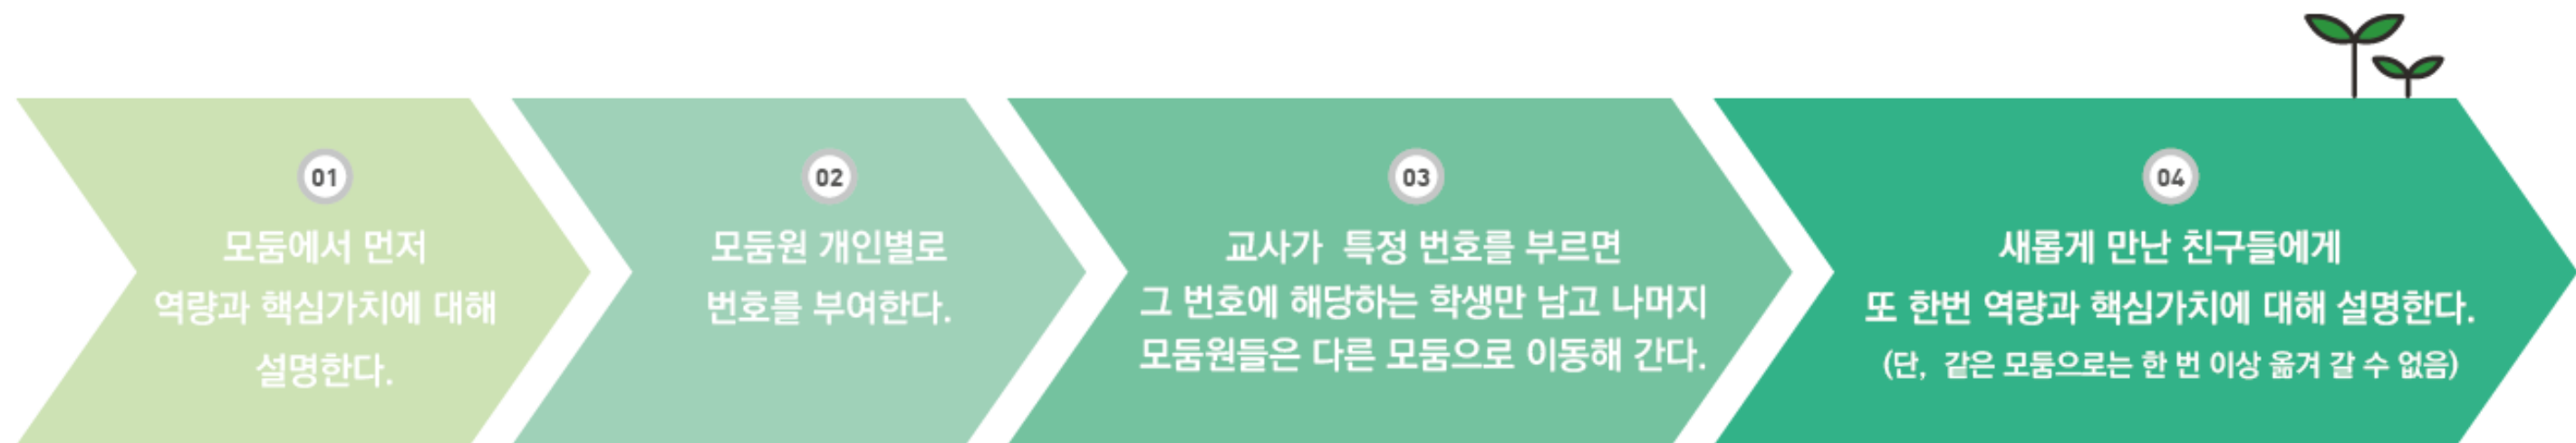 01
모둠에서 먼저
역량과 핵심가치에 대해
설명한다.
02
모둠원 개인별로
번호를 부여한다.
03
교사가 특정 번호를 부르면
그 번호에 해당하는 학생만 남고 나머지
모둠원들은 다른 모둠으로 이동해 간다.
04
새롭게 만난 친구들에게
또 한번 역량과 핵심가치에 대해 설명한다.
(단, 같은 모둠으로는 한 번 이상 옮겨 갈 수 없음)